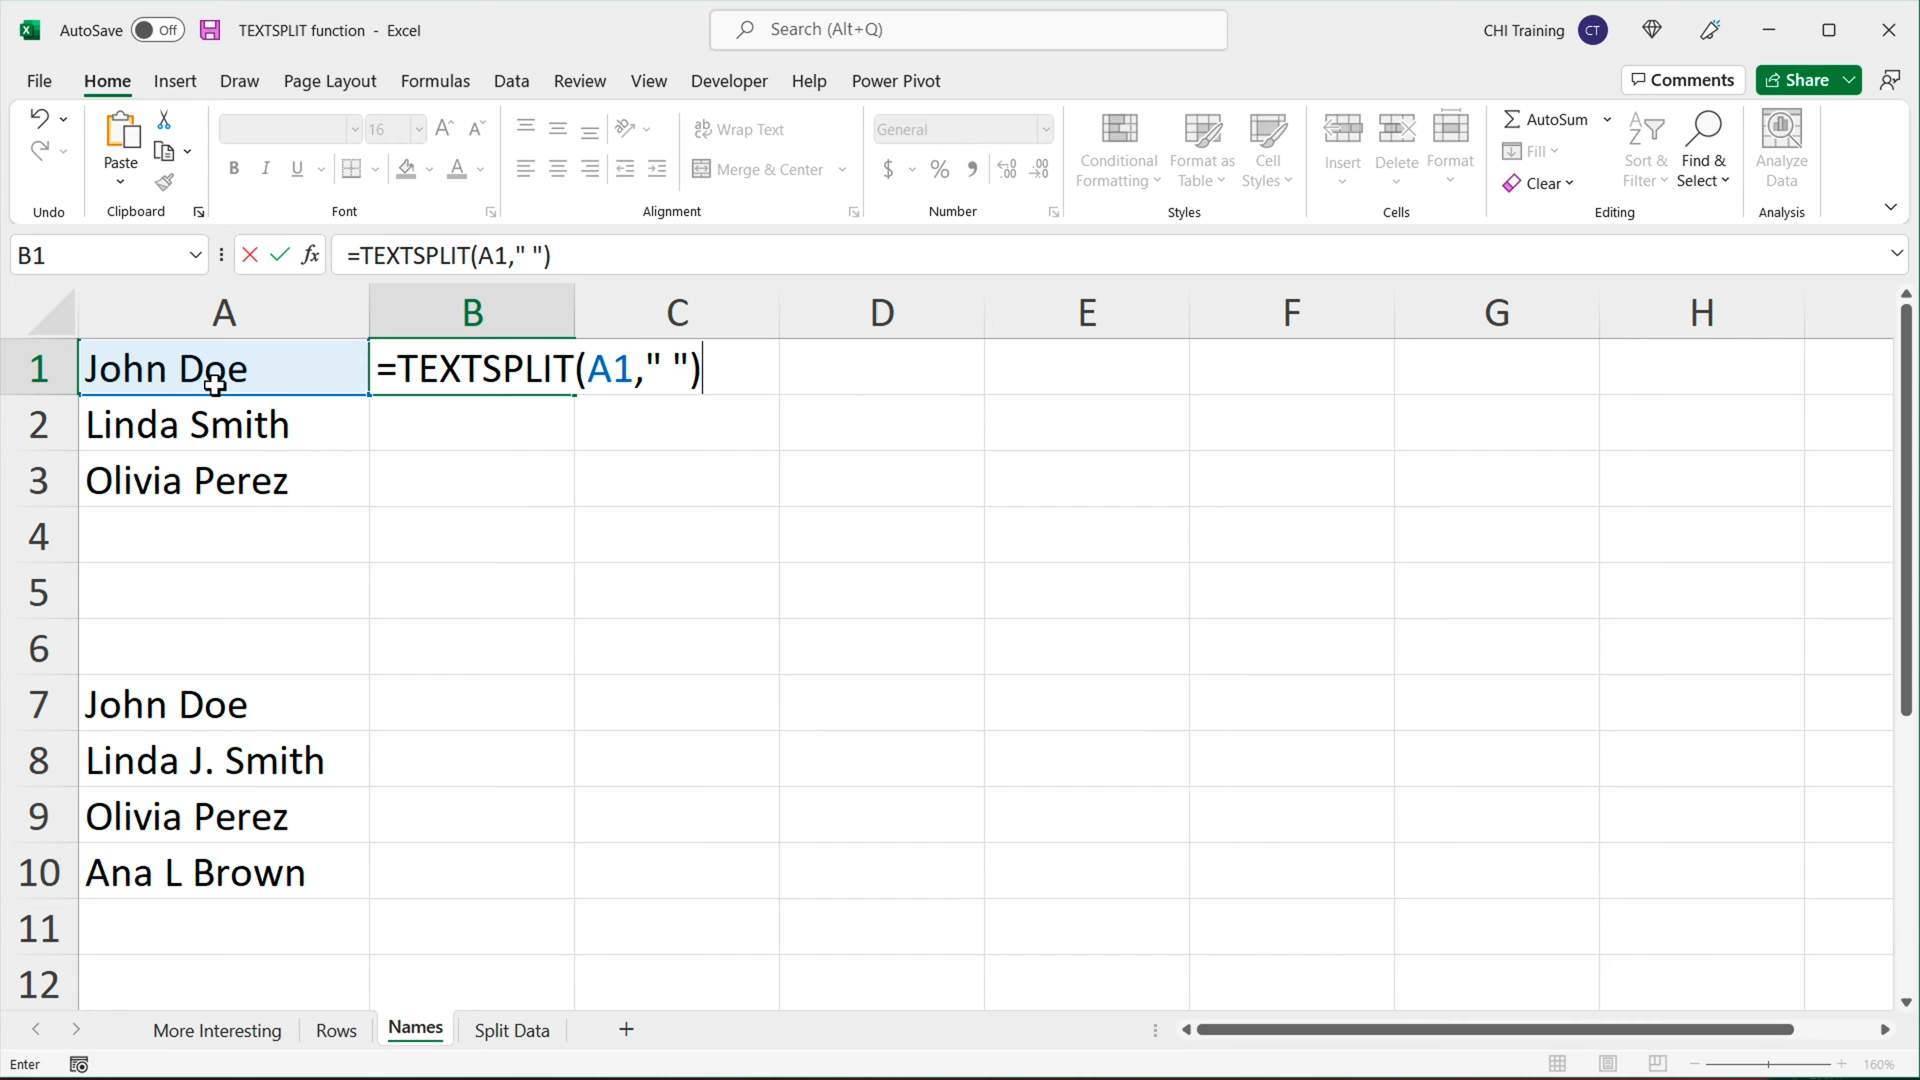 AutoSave Off TEXTSPLIT function - Excel Search (Alt+Q) CHI Training CT
File Home Insert Draw Page Layout Formulas Data Review View Developer Help Power Pivot Comments Share
Paste
16
B I U A
Wrap Text
Merge & Center
General
$ %
Conditional Formatting
Format as Table
Cell Styles
Insert Delete Format
AutoSum
Fill
Clear
Sort & Filter
Find & Select
Analyze Data
Undo Clipboard Font Alignment Number Styles Cells Editing Analysis
B1 fx =TEXTSPLIT(A1," ")
A B C D E F G H
1 John Doe =TEXTSPLIT(A1," ")
2 Linda Smith
3 Olivia Perez
4
5
6
7 John Doe
8 Linda J. Smith
9 Olivia Perez
10 Ana L Brown
11
12
More Interesting Rows Names Split Data +
Enter 160%